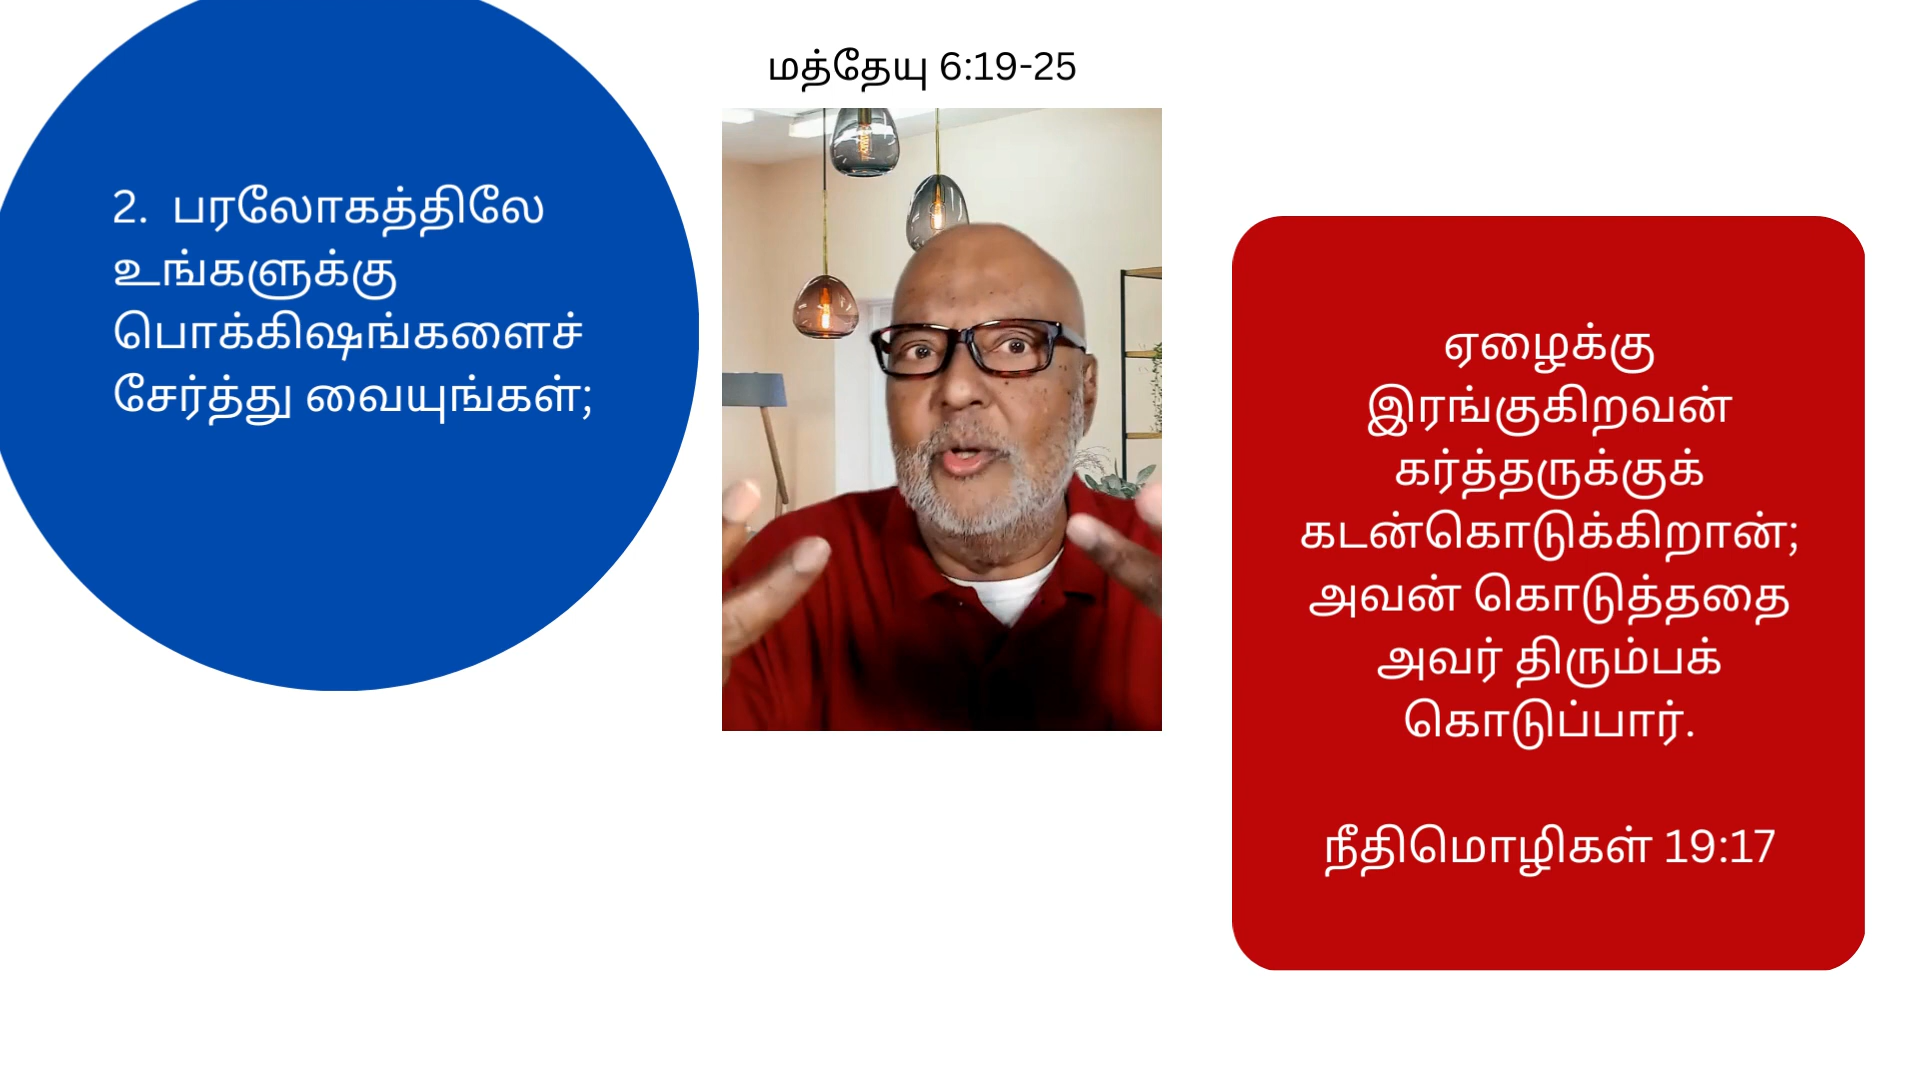 மத்தேயு 6:19-25
2. பரலோகத்திலே
உங்களுக்கு
பொக்கிஷங்களைச்
சேர்த்து வையுங்கள்;
ஏழைக்கு
இரங்குகிறவன்
கர்த்தருக்குக்
கடன்கொடுக்கிறான்;
அவன் கொடுத்ததை
அவர் திரும்பக்
கொடுப்பார்.
நீதிமொழிகள் 19:17